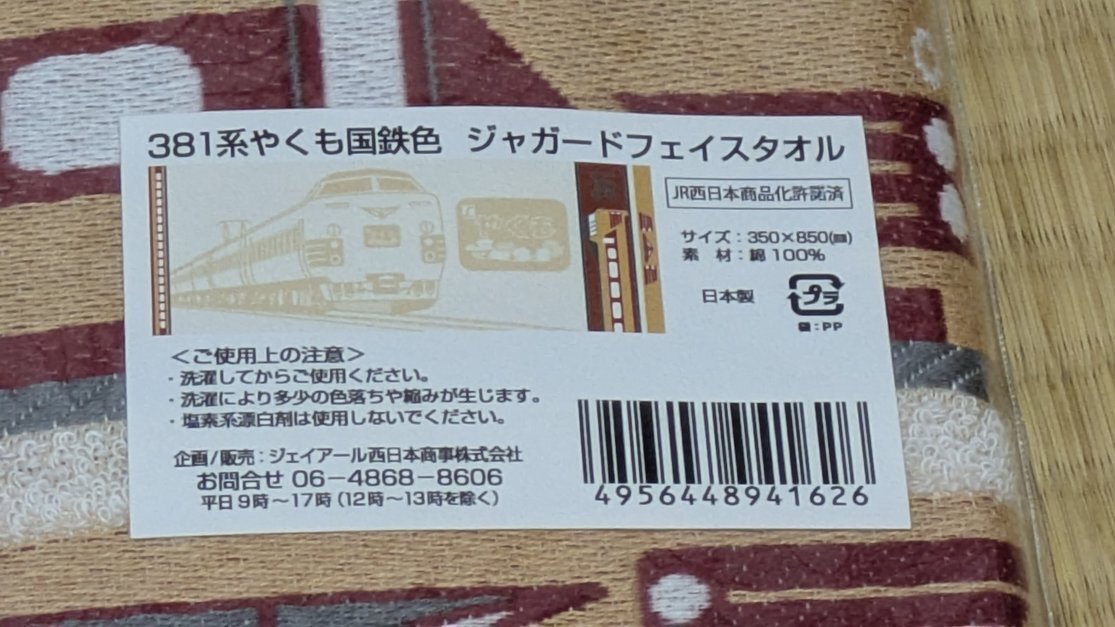 381系やくも国鉄色 ジャガードフェイスタオル
JR西日本商品化許諾済
やくも
サイズ：350×850(㎜)
素 材：綿100%
日本製
プラ
袋：PP
＜ご使用上の注意＞
・洗濯してからご使用ください。
・洗濯により多少の色落ちや縮みが生じます。
・塩素系漂白剤は使用しないでください。
企画/販売：ジェイアール西日本商事株式会社
お問合せ 06-4868-8606
平日9時～17時（12時～13時を除く）
4956448941626